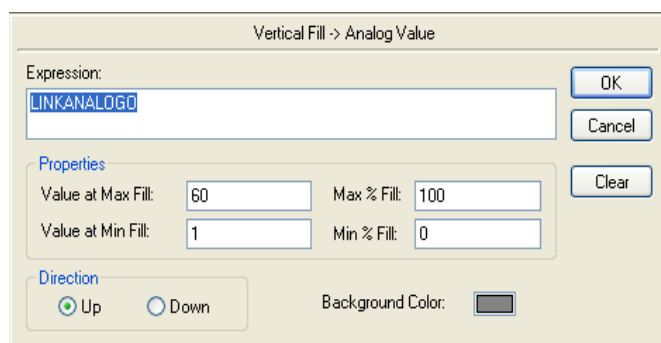 Vertical Fill -> Analog Value
Expression:
OK
LINKANALOGO
Cancel
Properties
Clear
Value at Max Fill: 60 Max % Fill: 100
Value at Min Fill: 1 Min % Fill: 0
Direction
Up Down Background Color: